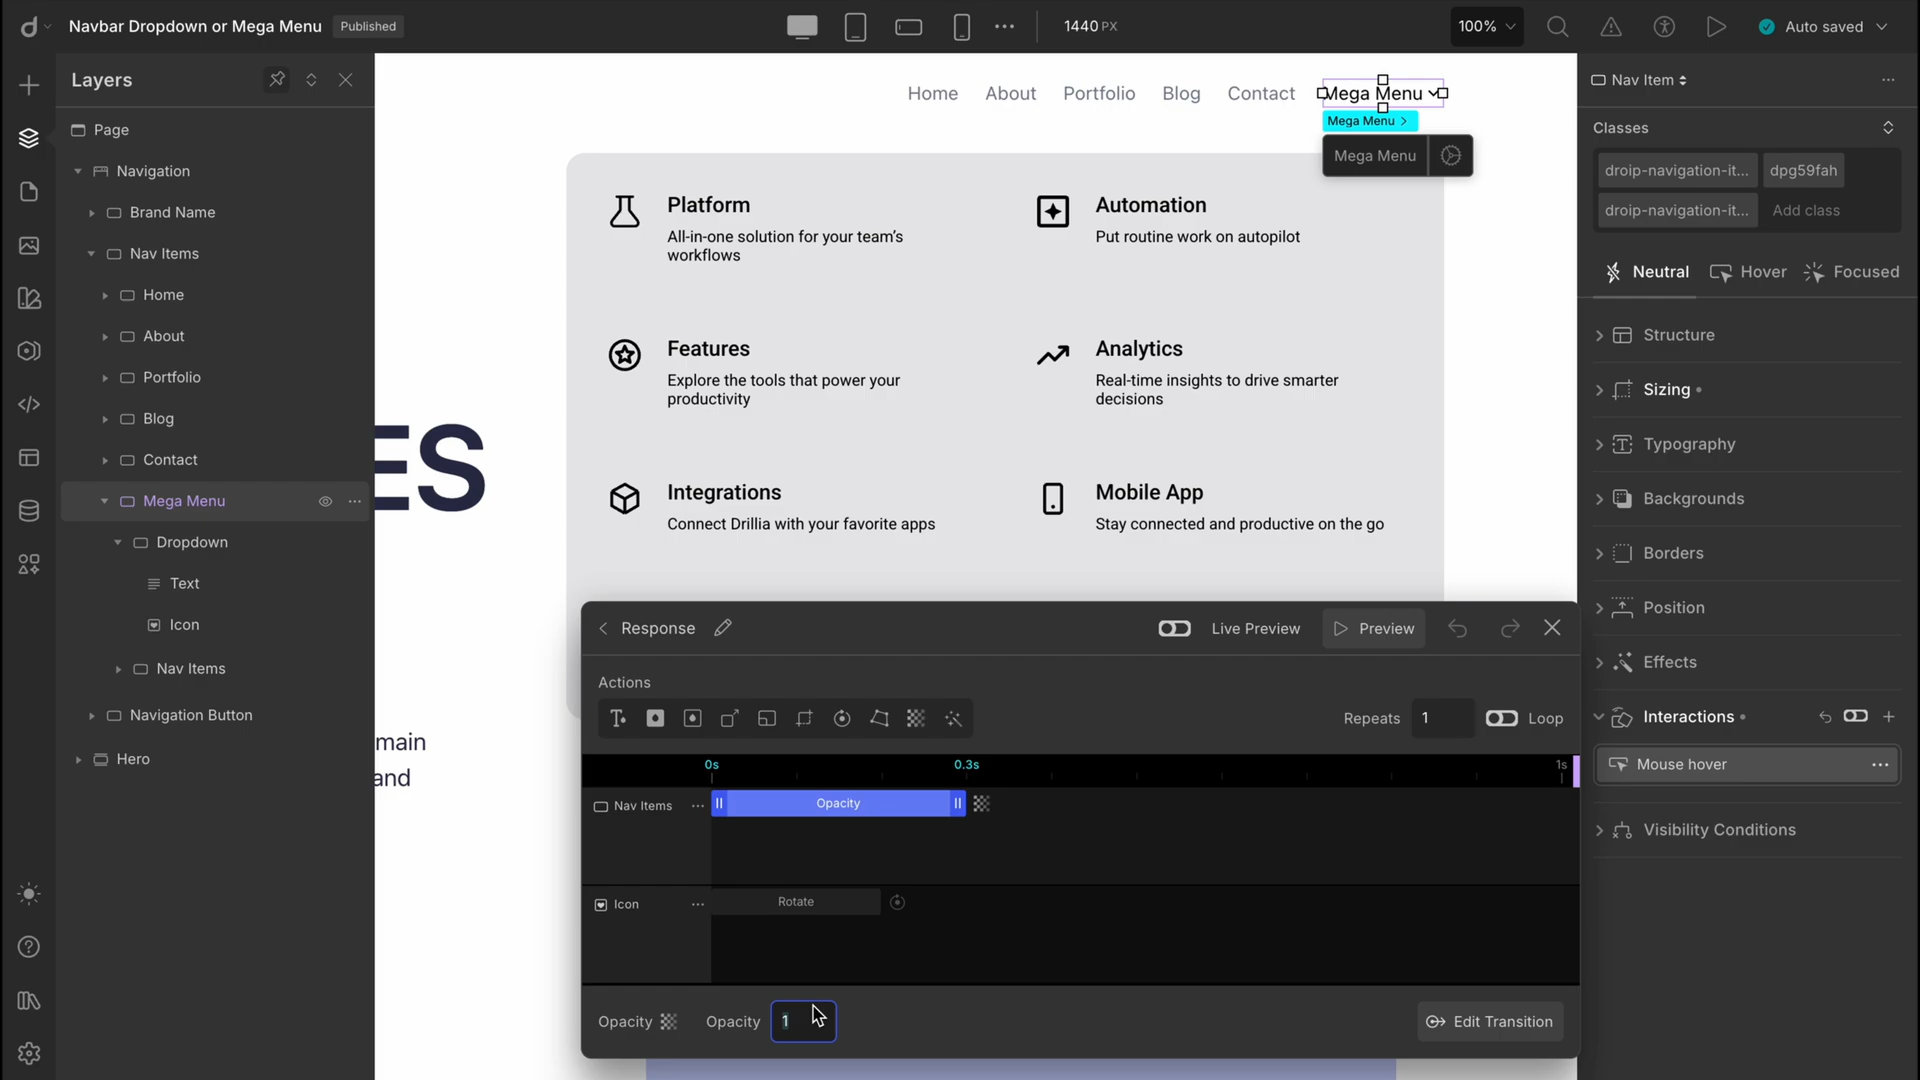 Navbar Dropdown or Mega Menu
Published
1440 PX
100%
Auto saved
Layers
Page
Navigation
Brand Name
Nav Items
Home
About
Portfolio
Blog
Contact
Mega Menu
Dropdown
Text
Icon
Nav Items
Navigation Button
Hero
Home
About
Portfolio
Blog
Contact
Mega Menu
Mega Menu
Mega Menu
Platform
All-in-one solution for your team's
workflows
Automation
Put routine work on autopilot
Features
Explore the tools that power your
productivity
Analytics
Real-time insights to drive smarter
decisions
Integrations
Connect Drillia with your favorite apps
Mobile App
Stay connected and productive on the go
ES
main
and
Response
Live Preview
Preview
Actions
Repeats
1
Loop
0s
0.3s
1s
Nav Items
Opacity
Icon
Rotate
Opacity
Opacity
1
Edit Transition
Nav Item
Classes
droip-navigation-it...
dpg59fah
droip-navigation-it...
Add class
Neutral
Hover
Focused
Structure
Sizing
Typography
Backgrounds
Borders
Position
Effects
Interactions
Mouse hover
Visibility Conditions